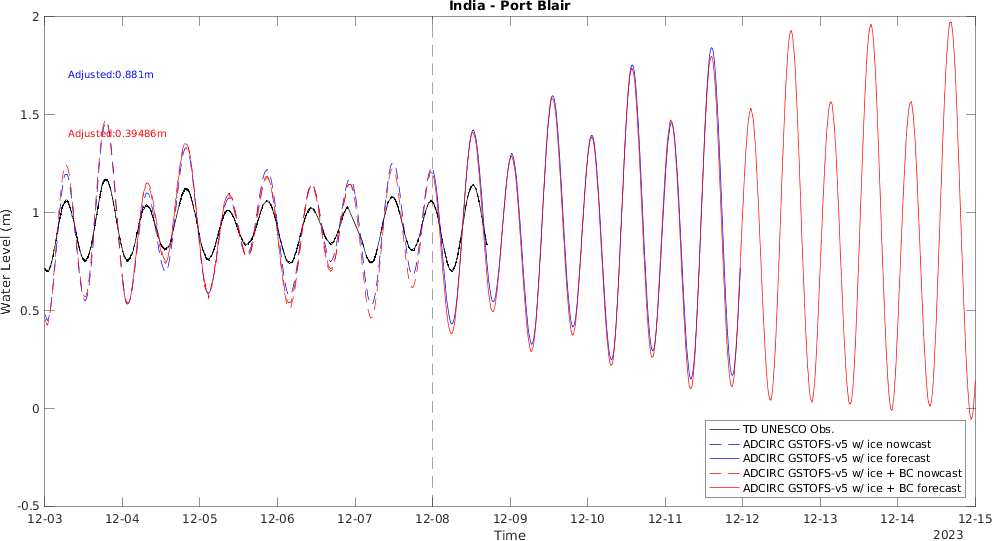 India - Port Blair
2
Adjusted:0.881m
1.5
Adjusted:0.39486m
1
Water Level (m)
0.5
0
TD UNESCO Obs.
ADCIRC GSTOFS-v5 w/ ice nowcast
ADCIRC GSTOFS-v5 w/ ice forecast
ADCIRC GSTOFS-v5 w/ ice + BC nowcast
ADCIRC GSTOFS-v5 w/ ice + BC forecast
-0.5
12-03 12-04 12-05 12-06 12-07 12-08 12-09 12-10 12-11 12-12 12-13 12-14 12-15
Time
2023